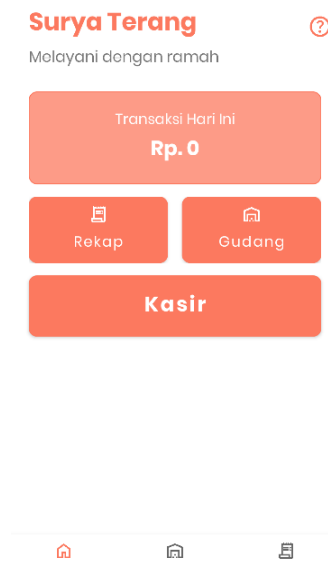 Surya Terang
Melayani dengan ramah
Transaksi Hari Ini
Rp. 0
Rekap
Gudang
Kasir